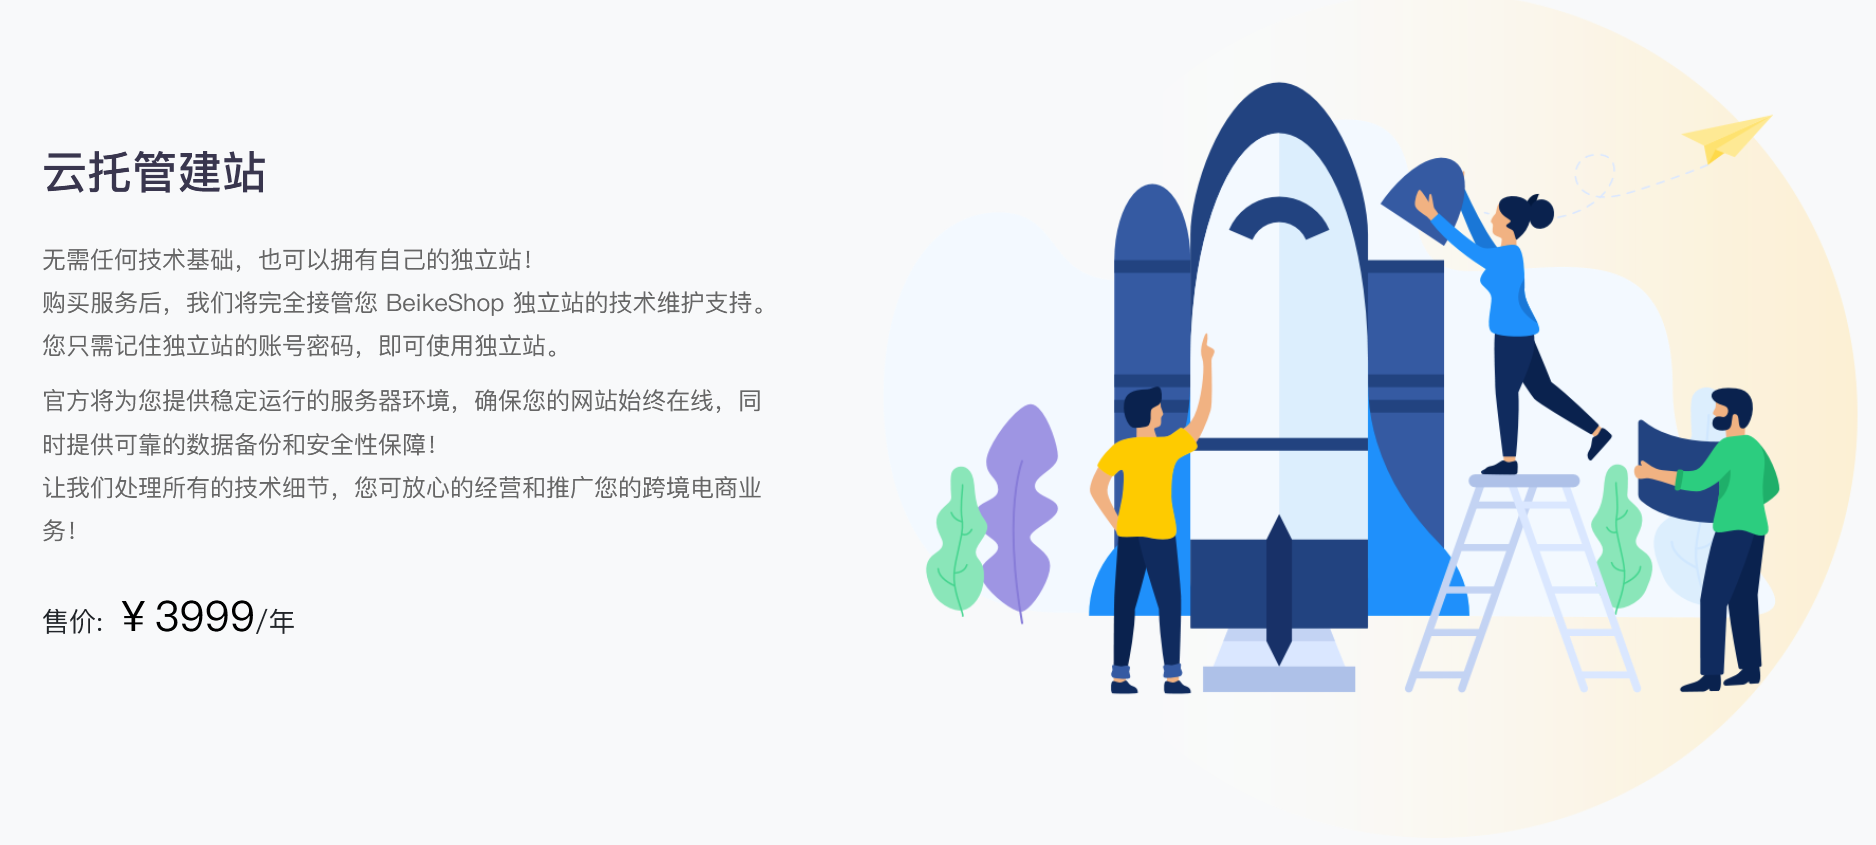 云托管建站
无需任何技术基础，也可以拥有自己的独立站！
购买服务后，我们将完全接管您 BeikeShop 独立站的技术维护支持。
您只需记住独立站的账号密码，即可使用独立站。
官方将为您提供稳定运行的服务器环境，确保您的网站始终在线，同
时提供可靠的数据备份和安全性保障！
让我们处理所有的技术细节，您可放心的经营和推广您的跨境电商业
务！
售价：￥3999/年